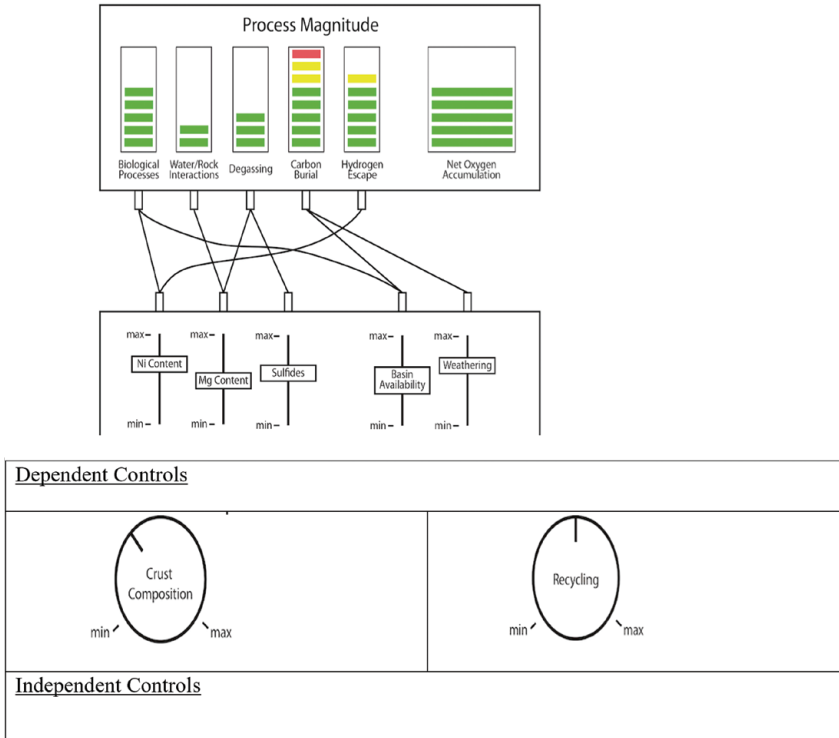 Process Magnitude
Biological
Processes
Water/Rock
Interactions
Degassing
Carbon
Burial
Hydrogen
Escape
Net Oxygen
Accumulation
max
max
max
max
max
Ni Content
Mg Content
Sulfides
Basin
Availability
Weathering
min
min
min
min
min
Dependent Controls
Crust
Composition
min
max
Recycling
min
max
Independent Controls